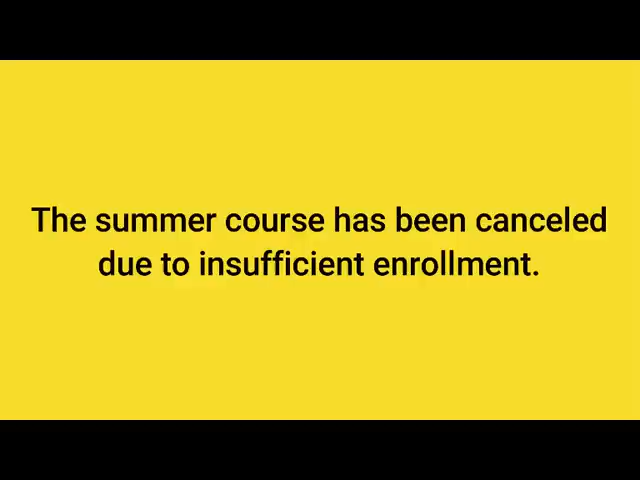 The summer course has been canceled
due to insufficient enrollment.